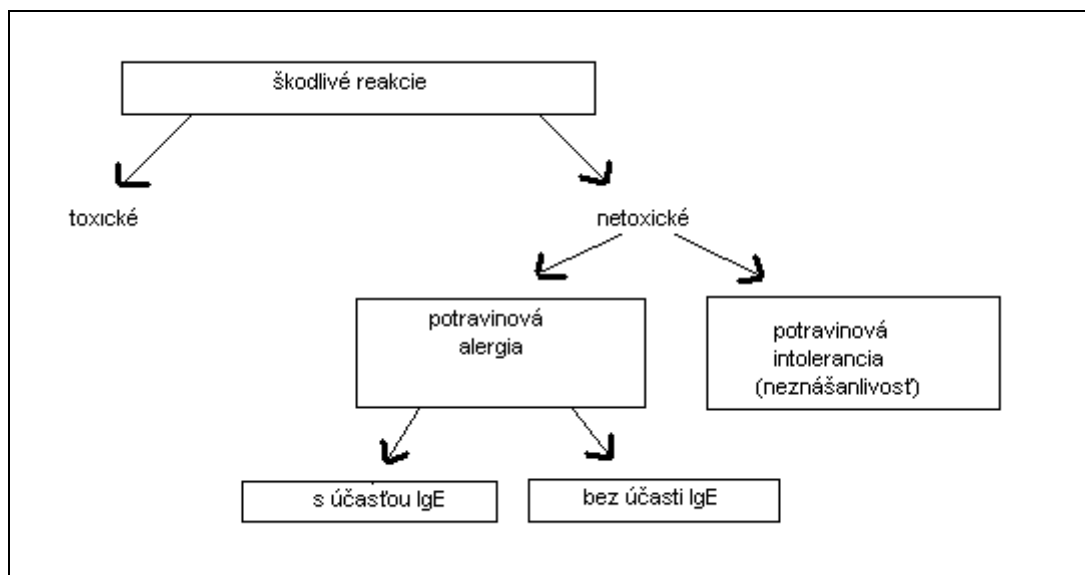 škodlivé reakcie
toxické
netoxické
potravinová
alergia
potravinová
intolerancia
(neznášanlivosť)
s účasťou IgE
bez účasti IgE